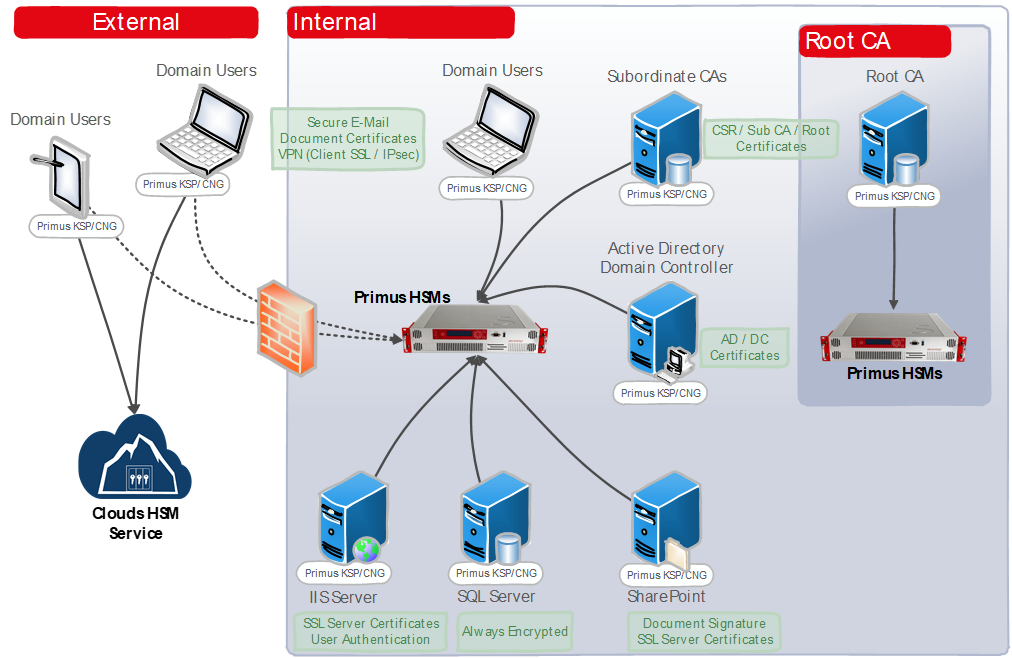 External
Internal
Root CA
Domain Users
Domain Users
Secure E-Mail
Document Certificates
VPN (Client SSL / IPsec)
Domain Users
Subordinate CAs
CSR / Sub CA / Root
Certificates
Root CA
Primus KSP/CNG
Primus KSP/CNG
Primus KSP/CNG
Primus KSP/CNG
Primus KSP/CNG
Active Directory
Domain Controller
Primus HSMs
AD / DC
Certificates
Primus KSP/CNG
Primus HSMs
Clouds HSM
Service
Primus KSP/CNG
Primus KSP/CNG
Primus KSP/CNG
IIS Server
SQL Server
SharePoint
SSL Server Certificates
User Authentication
Always Encrypted
Document Signature
SSL Server Certificates